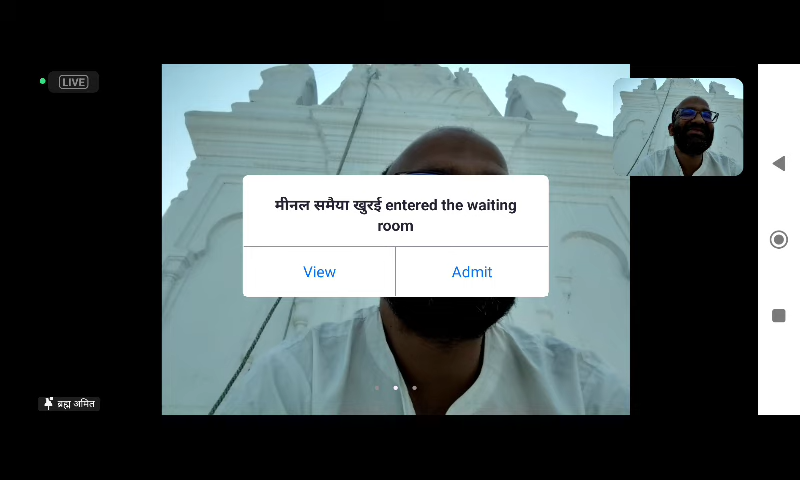 LIVE
मीनल समैया खुरई entered the waiting
room
View
Admit
ब्रह्म अमित